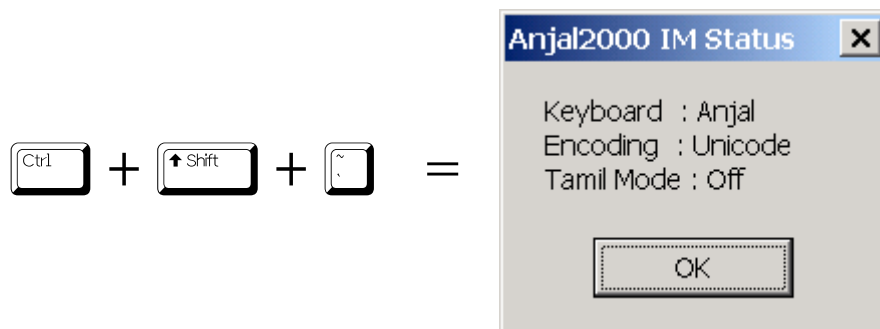 Ctrl + ⬆ Shift + ~ ` =
Anjal2000 IM Status
Keyboard : Anjal
Encoding : Unicode
Tamil Mode : Off
OK